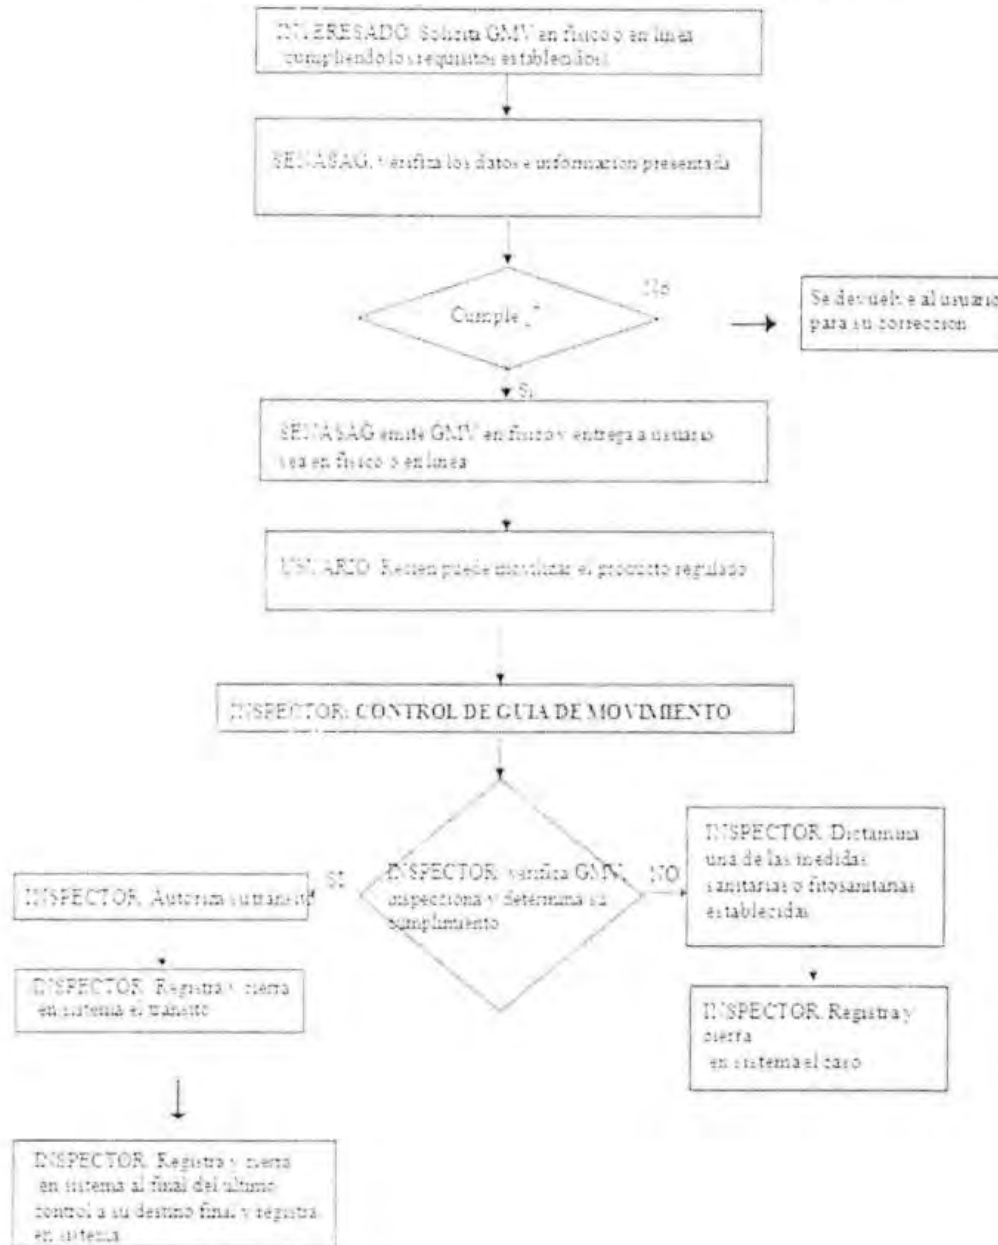 INTERESADO: Solicita GMV en físico o en línea
cumpliendo los requisitos establecidos
SENASAG: Verifica los datos e información presentada
Cumple ¿?
No
Se devuelve al usuario
para su corrección
Si
SENASAG emite GMV en físico y entrega a usuario
sea en físico o en línea
USUARIO: Recien puede movilizar el producto regulado
INSPECTOR: CONTROL DE GUIA DE MOVIMIENTO
INSPECTOR: verifica GMV,
inspecciona y determina su
cumplimiento
SI
NO
INSPECTOR: Autoriza su transito
INSPECTOR: Registra y cierra
en sistema el transito
INSPECTOR: Registra y cierra
en sistema al final del ultimo
control a su destino final y registra
en sistema
INSPECTOR: Dictamina
una de las medidas
sanitarias o fitosanitarias
establecidas
INSPECTOR: Registra y
cierra
en sistema el caso